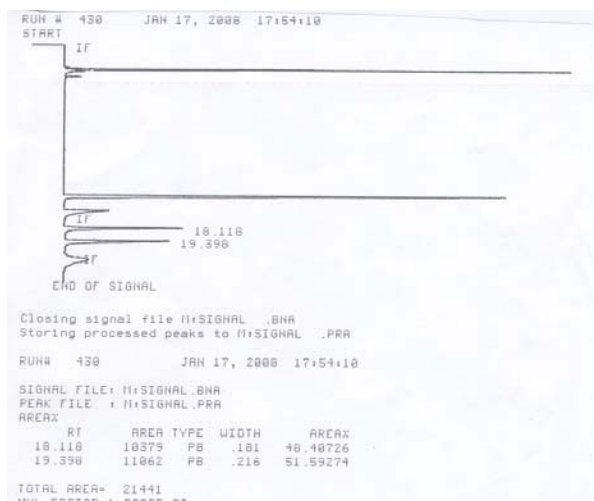 RUN # 430 JAN 17, 2008 17:54:10
START
IF
IF
18.118
19.398
IF
END OF SIGNAL
Closing signal file M:SIGNAL .BNA
Storing processed peaks to M:SIGNAL .PRA
RUN# 430 JAN 17, 2008 17:54:10
SIGNAL FILE: M:SIGNAL.BNA
PEAK FILE : M:SIGNAL.PRA
AREA%
RT AREA TYPE WIDTH AREA%
18.118 10379 PB .181 48.40726
19.398 11062 PB .216 51.59274
TOTAL AREA= 21441